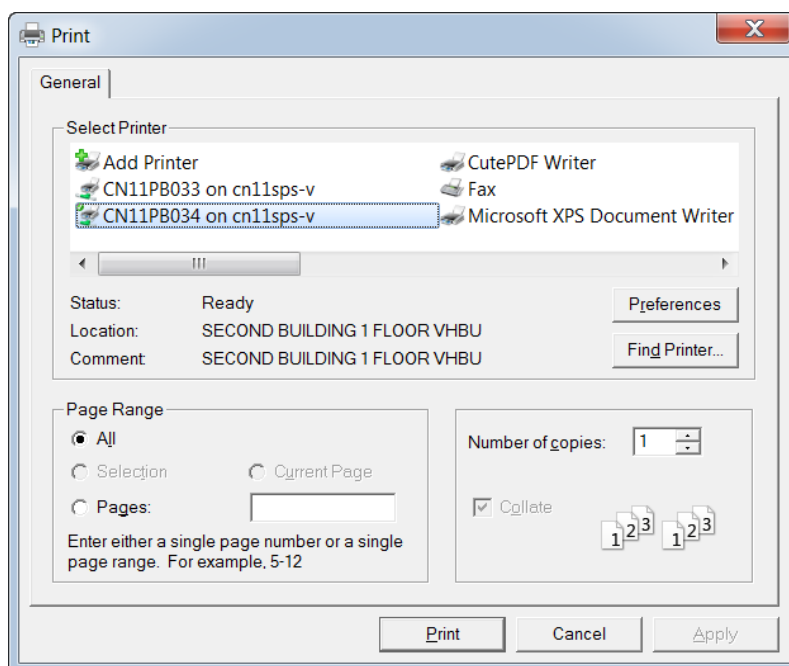 Print
General
Select Printer
Add Printer
CutePDF Writer
CN11PB033 on cn11sps-v
Fax
CN11PB034 on cn11sps-v
Microsoft XPS Document Writer
Status: Ready
Preferences
Location: SECOND BUILDING 1 FLOOR VHBU
Comment: SECOND BUILDING 1 FLOOR VHBU
Find Printer...
Page Range
All
Selection
Current Page
Pages:
Enter either a single page number or a single
page range. For example, 5-12
Number of copies: 1
Collate
1 2 3 1 2 3
Print
Cancel
Apply